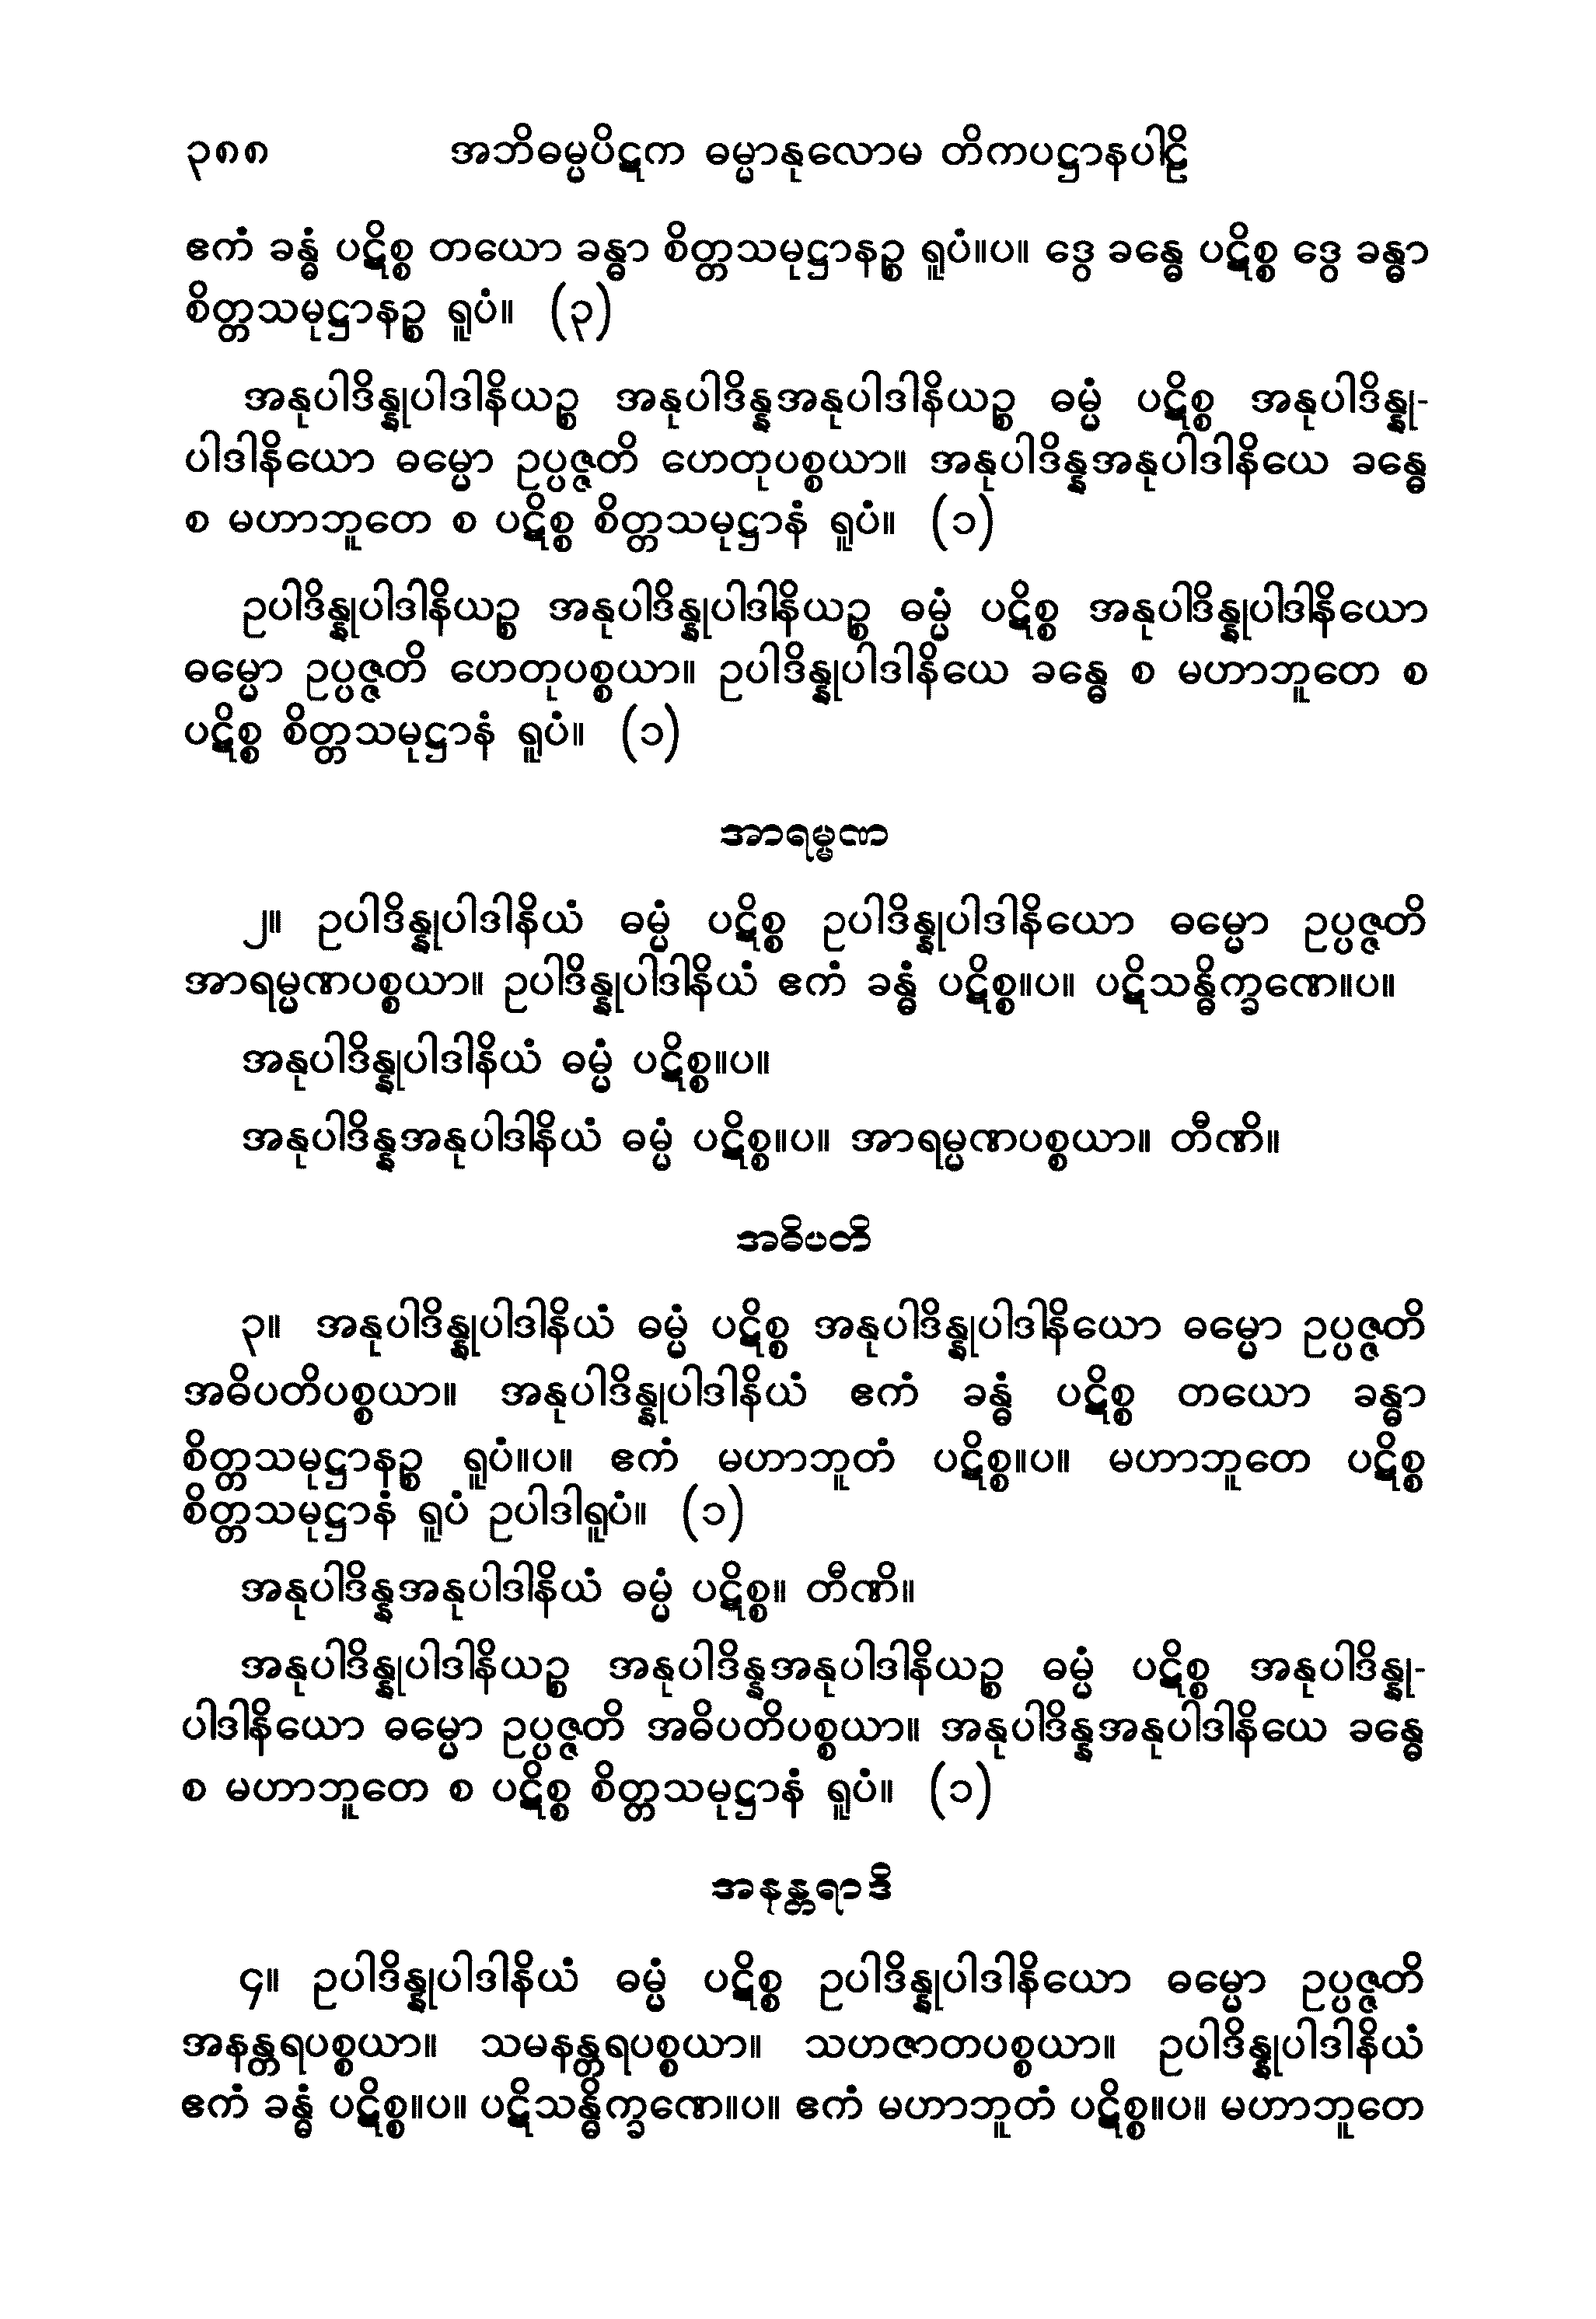 ၃၈၈ အဘိဓမ္မပိဋက ဓမ္မာနုလောမ တိကပဋ္ဌာနပါဠိ
ဧကံ ခန္ဓံ ပဋိစ္စ တယော ခန္ဓာ စိတ္တသမုဋ္ဌာနဉ္စ ရူပံ။ပ။ ဒွေ ခန္ဓေ ပဋိစ္စ ဒွေ ခန္ဓာ
စိတ္တသမုဋ္ဌာနဉ္စ ရူပံ။ (၃)
အနုပါဒိန္နုပါဒါနိယဉ္စ အနုပါဒိန္နအနုပါဒါနိယဉ္စ ဓမ္မံ ပဋိစ္စ အနုပါဒိန္နု-
ပါဒါနိယော ဓမ္မော ဥပ္ပဇ္ဇတိ ဟေတုပစ္စယာ။ အနုပါဒိန္နအနုပါဒါနိယေ ခန္ဓေ
စ မဟာဘူတေ စ ပဋိစ္စ စိတ္တသမုဋ္ဌာနံ ရူပံ။ (၁)
ဥပါဒိန္နုပါဒါနိယဉ္စ အနုပါဒိန္နုပါဒါနိယဉ္စ ဓမ္မံ ပဋိစ္စ အနုပါဒိန္နုပါဒါနိယော
ဓမ္မော ဥပ္ပဇ္ဇတိ ဟေတုပစ္စယာ။ ဥပါဒိန္နုပါဒါနိယေ ခန္ဓေ စ မဟာဘူတေ စ
ပဋိစ္စ စိတ္တသမုဋ္ဌာနံ ရူပံ။ (၁)
အာရမ္မဏ
၂။ ဥပါဒိန္နုပါဒါနိယံ ဓမ္မံ ပဋိစ္စ ဥပါဒိန္နုပါဒါနိယော ဓမ္မော ဥပ္ပဇ္ဇတိ
အာရမ္မဏပစ္စယာ။ ဥပါဒိန္နုပါဒါနိယံ ဧကံ ခန္ဓံ ပဋိစ္စ။ပ။ ပဋိသန္ဓိက္ခဏေ။ပ။
အနုပါဒိန္နုပါဒါနိယံ ဓမ္မံ ပဋိစ္စ။ပ။
အနုပါဒိန္နအနုပါဒါနိယံ ဓမ္မံ ပဋိစ္စ။ပ။ အာရမ္မဏပစ္စယာ။ တီဏိ။
အဓိပတိ
၃။ အနုပါဒိန္နုပါဒါနိယံ ဓမ္မံ ပဋိစ္စ အနုပါဒိန္နုပါဒါနိယော ဓမ္မော ဥပ္ပဇ္ဇတိ
အဓိပတိပစ္စယာ။ အနုပါဒိန္နုပါဒါနိယံ ဧကံ ခန္ဓံ ပဋိစ္စ တယော ခန္ဓာ
စိတ္တသမုဋ္ဌာနဉ္စ ရူပံ။ပ။ ဧကံ မဟာဘူတံ ပဋိစ္စ။ပ။ မဟာဘူတေ ပဋိစ္စ
စိတ္တသမုဋ္ဌာနံ ရူပံ ဥပါဒါရူပံ။ (၁)
အနုပါဒိန္နအနုပါဒါနိယံ ဓမ္မံ ပဋိစ္စ။ တီဏိ။
အနုပါဒိန္နုပါဒါနိယဉ္စ အနုပါဒိန္နအနုပါဒါနိယဉ္စ ဓမ္မံ ပဋိစ္စ အနုပါဒိန္နု-
ပါဒါနိယော ဓမ္မော ဥပ္ပဇ္ဇတိ အဓိပတိပစ္စယာ။ အနုပါဒိန္နအနုပါဒါနိယေ ခန္ဓေ
စ မဟာဘူတေ စ ပဋိစ္စ စိတ္တသမုဋ္ဌာနံ ရူပံ။ (၁)
အနန္တရာဒိ
၄။ ဥပါဒိန္နုပါဒါနိယံ ဓမ္မံ ပဋိစ္စ ဥပါဒိန္နုပါဒါနိယော ဓမ္မော ဥပ္ပဇ္ဇတိ
အနန္တရပစ္စယာ။ သမနန္တရပစ္စယာ။ သဟဇာတပစ္စယာ။ ဥပါဒိန္နုပါဒါနိယံ
ဧကံ ခန္ဓံ ပဋိစ္စ။ပ။ ပဋိသန္ဓိက္ခဏေ။ပ။ ဧကံ မဟာဘူတံ ပဋိစ္စ။ပ။ မဟာဘူတေ